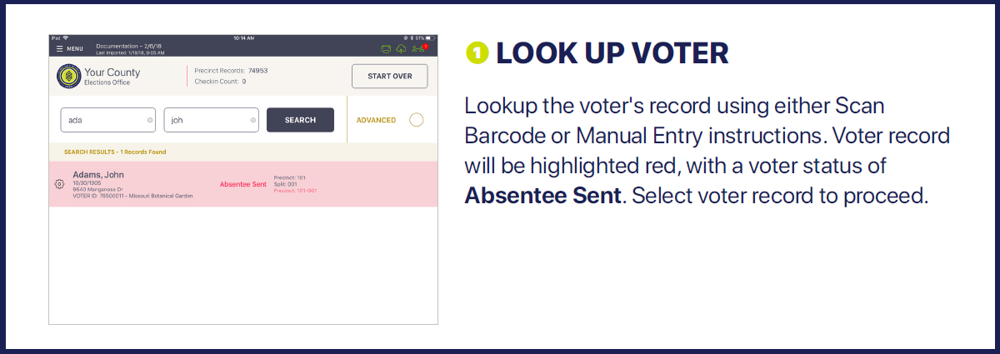 iPad 10:14 AM 51%
MENU
Documentation - 2/6/18
Last Imported: 1/19/18, 9:05 AM
1
Your County
Elections Office
Precinct Records: 74953
Checkin Count: 0
START OVER
ada
joh
SEARCH
ADVANCED
SEARCH RESULTS - 1 Records Found
Adams, John
10/30/1905
9540 Manganese Dr
VOTER ID: 76500011 - Missouri Botanical Garden
Absentee Sent
Precinct: 101
Split: 001
Precinct: 101-001
1 LOOK UP VOTER
Lookup the voter's record using either Scan
Barcode or Manual Entry instructions. Voter record
will be highlighted red, with a voter status of
Absentee Sent. Select voter record to proceed.